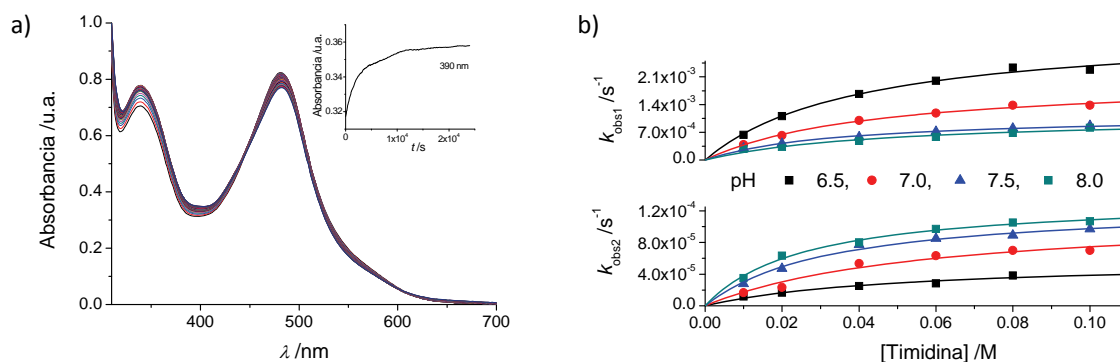 a)
Absorbancia /u.a.
1.0
0.8
0.6
0.4
0.2
0.0
400
500
600
700
λ /nm
Absorbancia /u.a.
0.36
0.34
0.32
390 nm
1x10⁴
2x10⁴
t /s
b)
k_obs1 /s⁻¹
2.1x10⁻³
1.4x10⁻³
7.0x10⁻⁴
0.0
pH 6.5, 7.0, 7.5, 8.0
k_obs2 /s⁻¹
1.2x10⁻⁴
8.0x10⁻⁵
4.0x10⁻⁵
0.0
0.00 0.02 0.04 0.06 0.08 0.10
[Timidina] /M